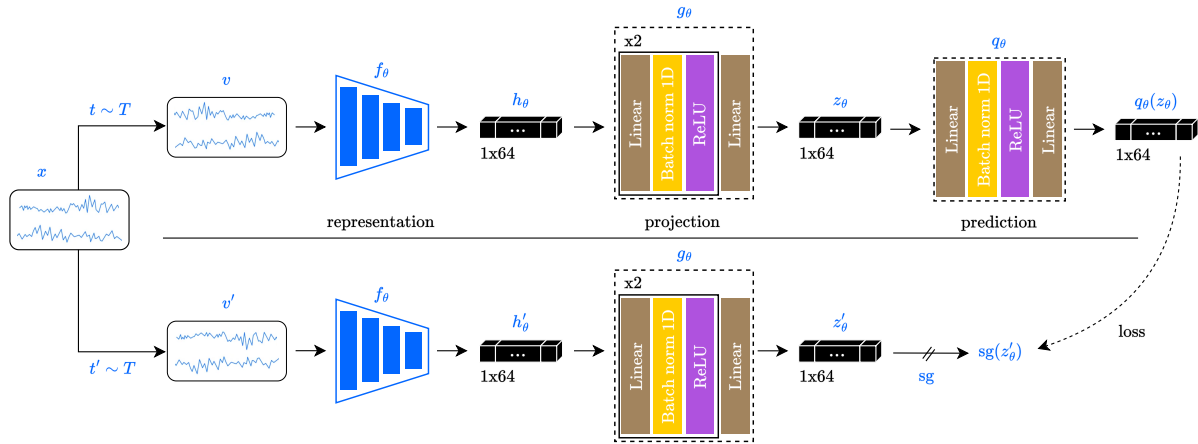 g_θ
x2
Linear
Batch norm 1D
ReLU
Linear
q_θ
Linear
Batch norm 1D
ReLU
Linear
v
f_θ
t ∼ T
h_θ
...
1x64
z_θ
...
1x64
q_θ(z_θ)
...
1x64
x
representation
projection
prediction
g_θ
x2
Linear
Batch norm 1D
ReLU
Linear
v′
f_θ
t′ ∼ T
h′_θ
...
1x64
z′_θ
...
1x64
sg
sg(z′_θ)
loss